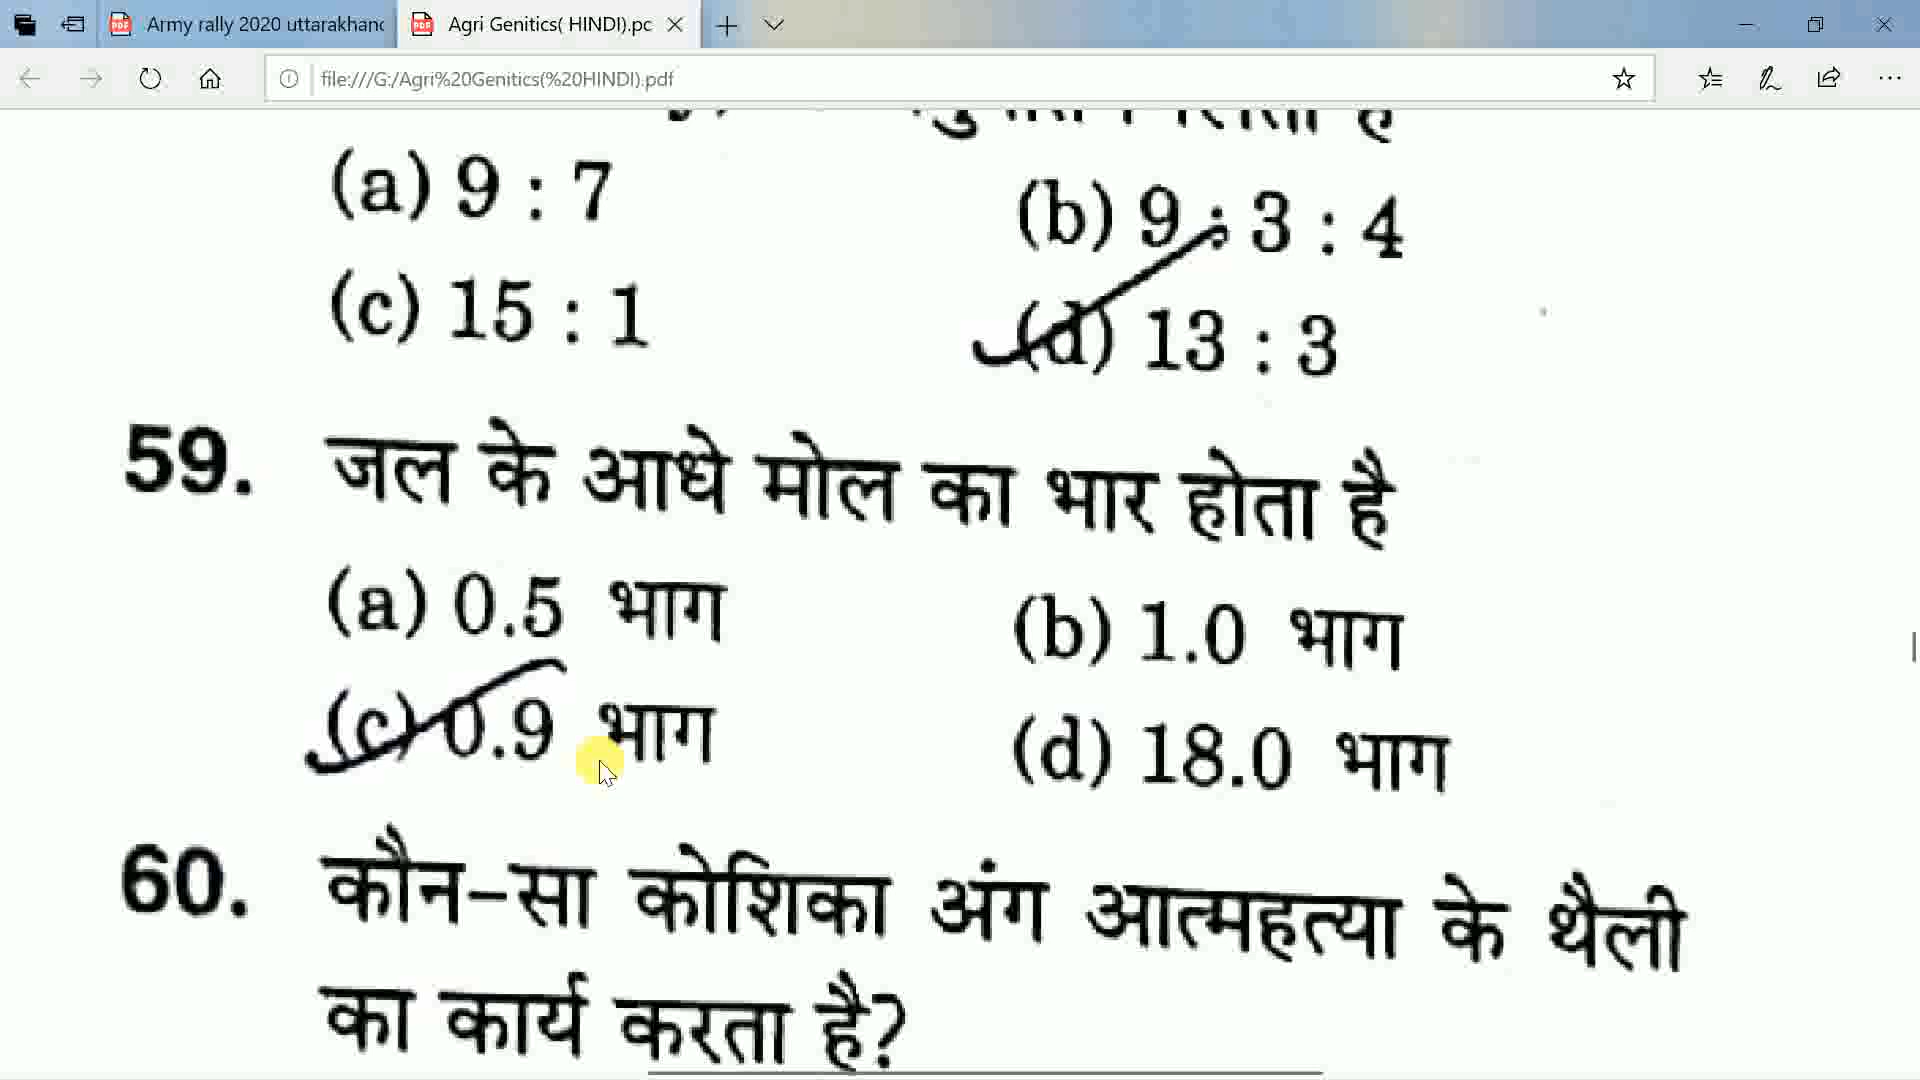 Army rally 2020 uttarakhanc
Agri Genitics( HINDI).pc
file:///G:/Agri%20Genitics(%20HINDI).pdf
(a) 9 : 7
(b) 9 : 3 : 4
(c) 15 : 1
(d) 13 : 3
59. जल के आधे मोल का भार होता है
(a) 0.5 भाग
(b) 1.0 भाग
(c) 0.9 भाग
(d) 18.0 भाग
60. कौन-सा कोशिका अंग आत्महत्या के थैली
का कार्य करता है?